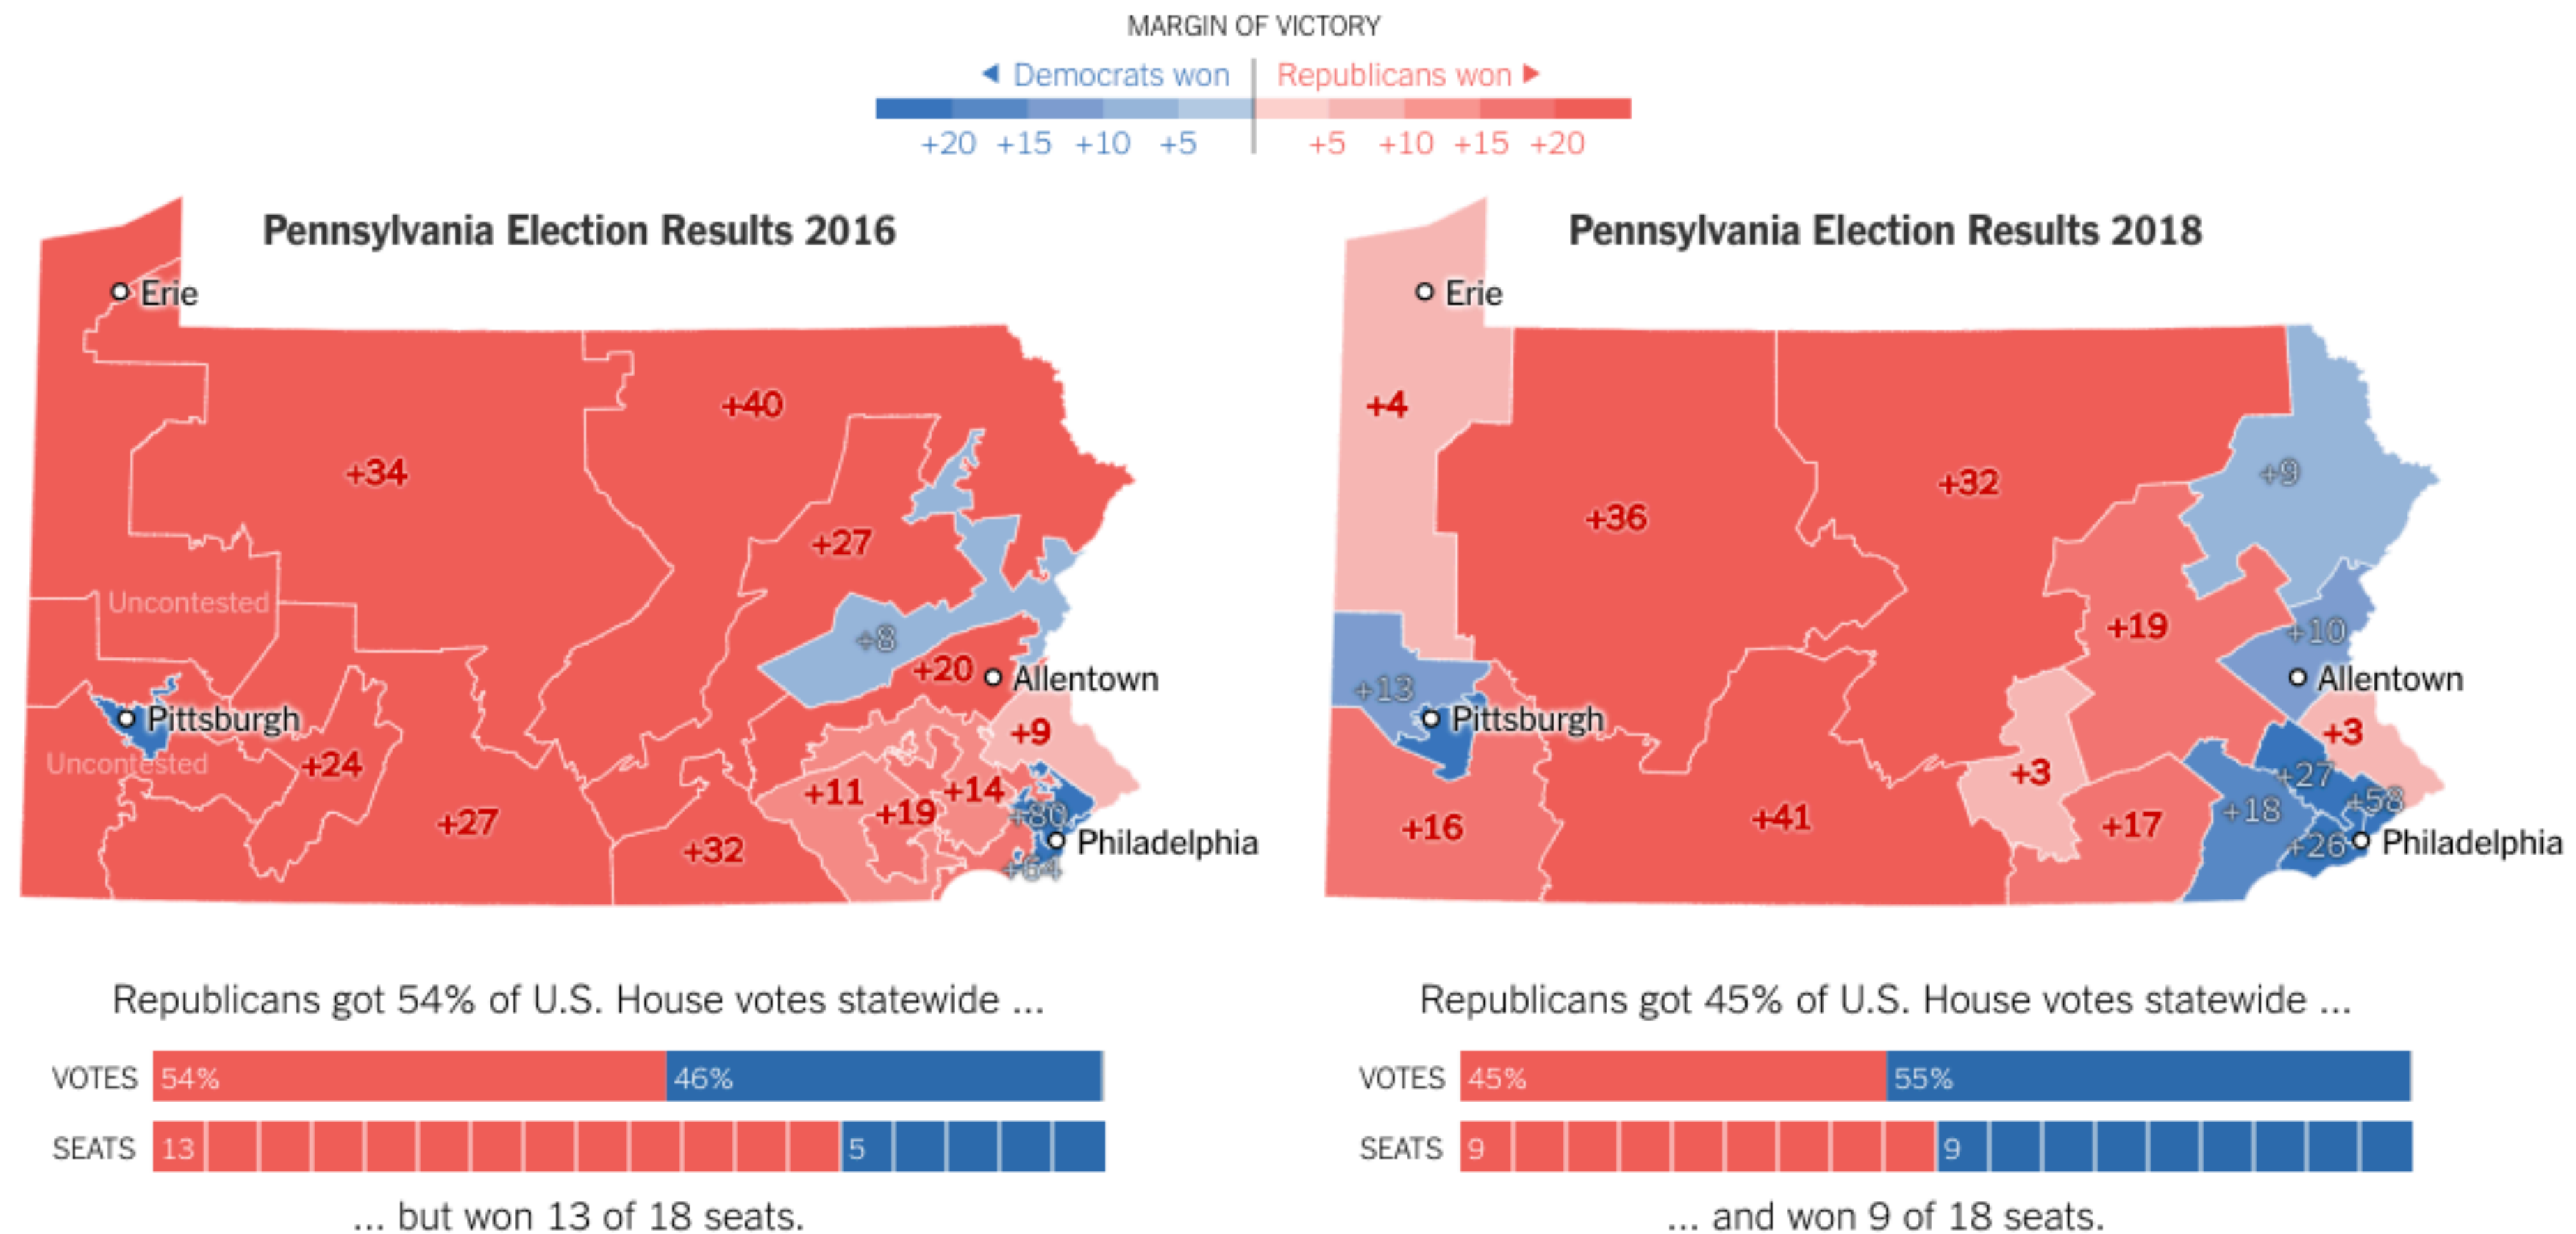 MARGIN OF VICTORY
◀ Democrats won Republicans won ▶
+20 +15 +10 +5 +5 +10 +15 +20
Pennsylvania Election Results 2016
Erie
+40
+34
+27
Uncontested
+8
+20
Allentown
Pittsburgh
+9
Uncontested
+24
+11
+14
+19
+80
+27
Philadelphia
+32
+64
Republicans got 54% of U.S. House votes statewide ...
VOTES 54% 46%
SEATS 13 5
... but won 13 of 18 seats.
Pennsylvania Election Results 2018
Erie
+4
+9
+32
+36
+19
+10
Allentown
+13
Pittsburgh
+3
+3
+27
+58
+18
+41
+17
+16
+26
Philadelphia
Republicans got 45% of U.S. House votes statewide ...
VOTES 45% 55%
SEATS 9 9
... and won 9 of 18 seats.